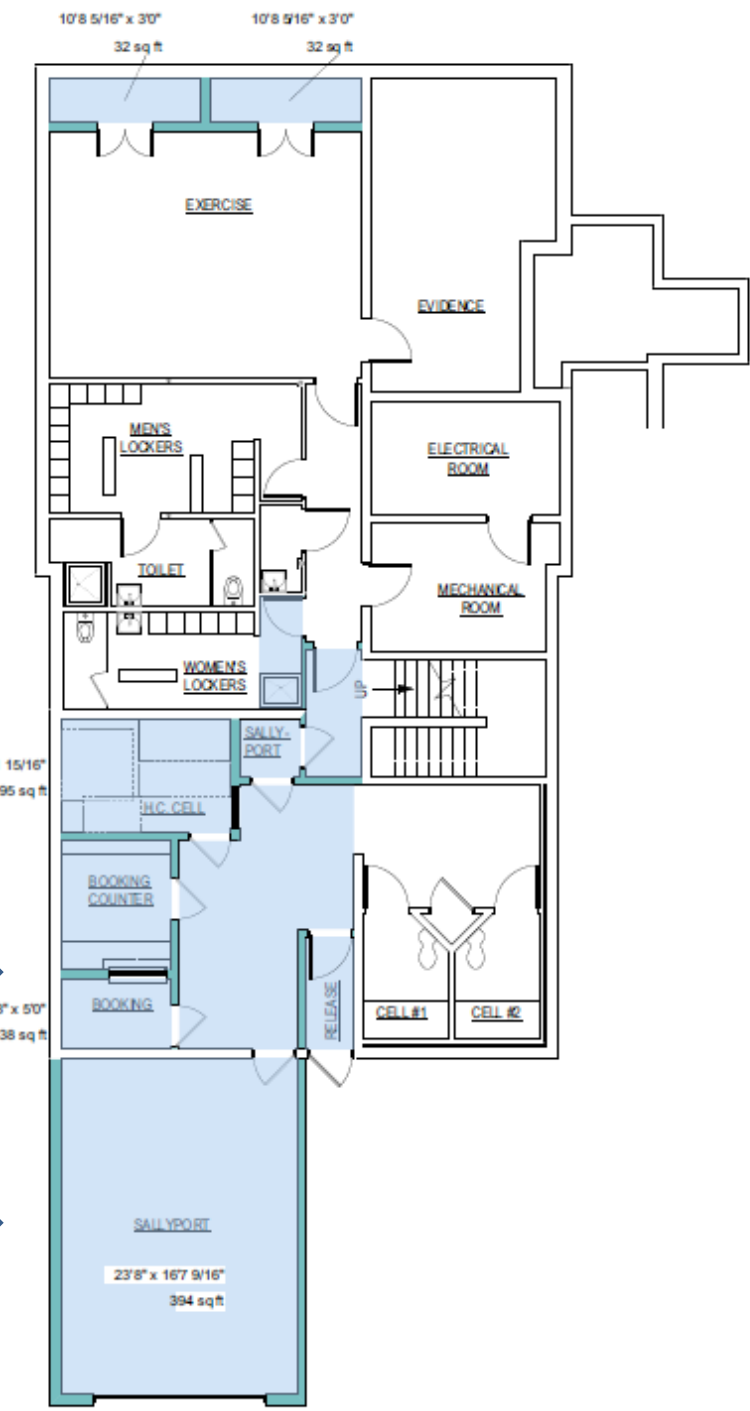 10'8 5/16" x 3'0"
10'8 5/16" x 3'0"
32 sq ft
32 sq ft
EXERCISE
EVIDENCE
MEN'S
LOCKERS
ELECTRICAL
ROOM
TOILET
MECHANICAL
ROOM
WOMEN'S
LOCKERS
UP
SALLY-
PORT
15/16"
95 sq ft
H.C. CELL
BOOKING
COUNTER
BOOKING
8" x 5'0"
38 sq ft
RELEASE
CELL #1
CELL #2
SALLYPORT
23'8" x 16'7 9/16"
394 sq ft